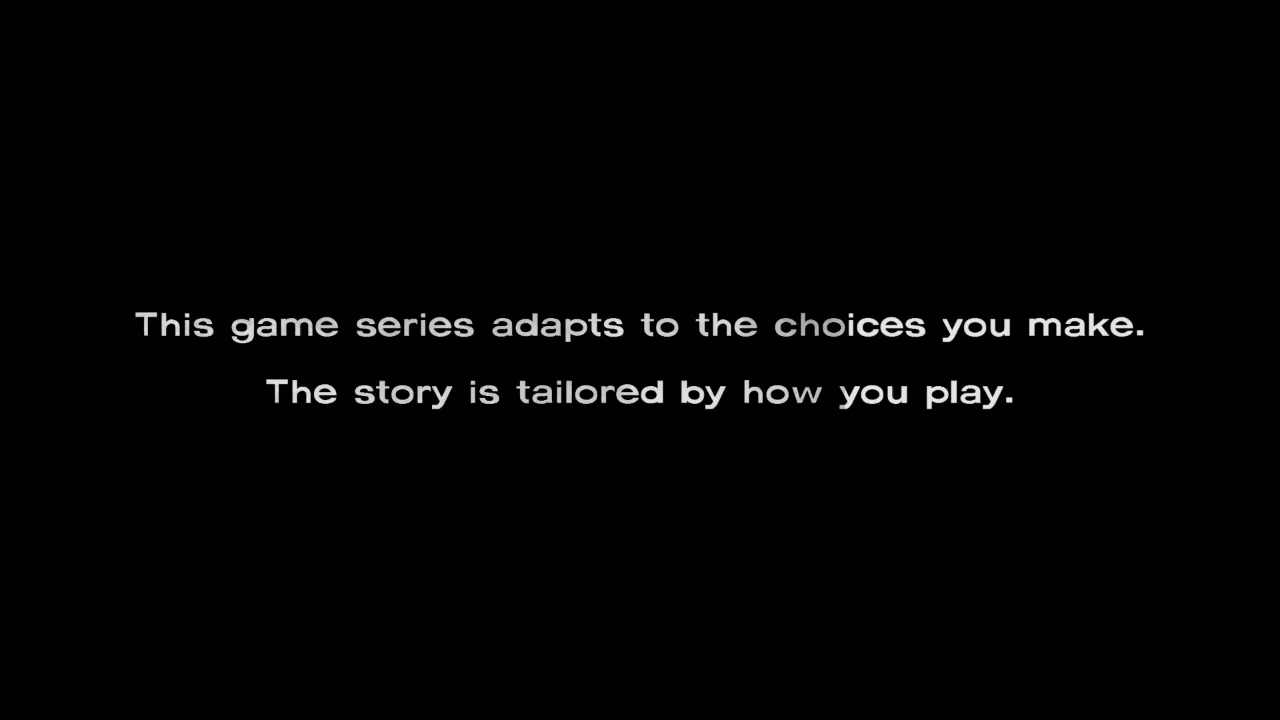 This game series adapts to the choices you make.
The story is tailored by how you play.